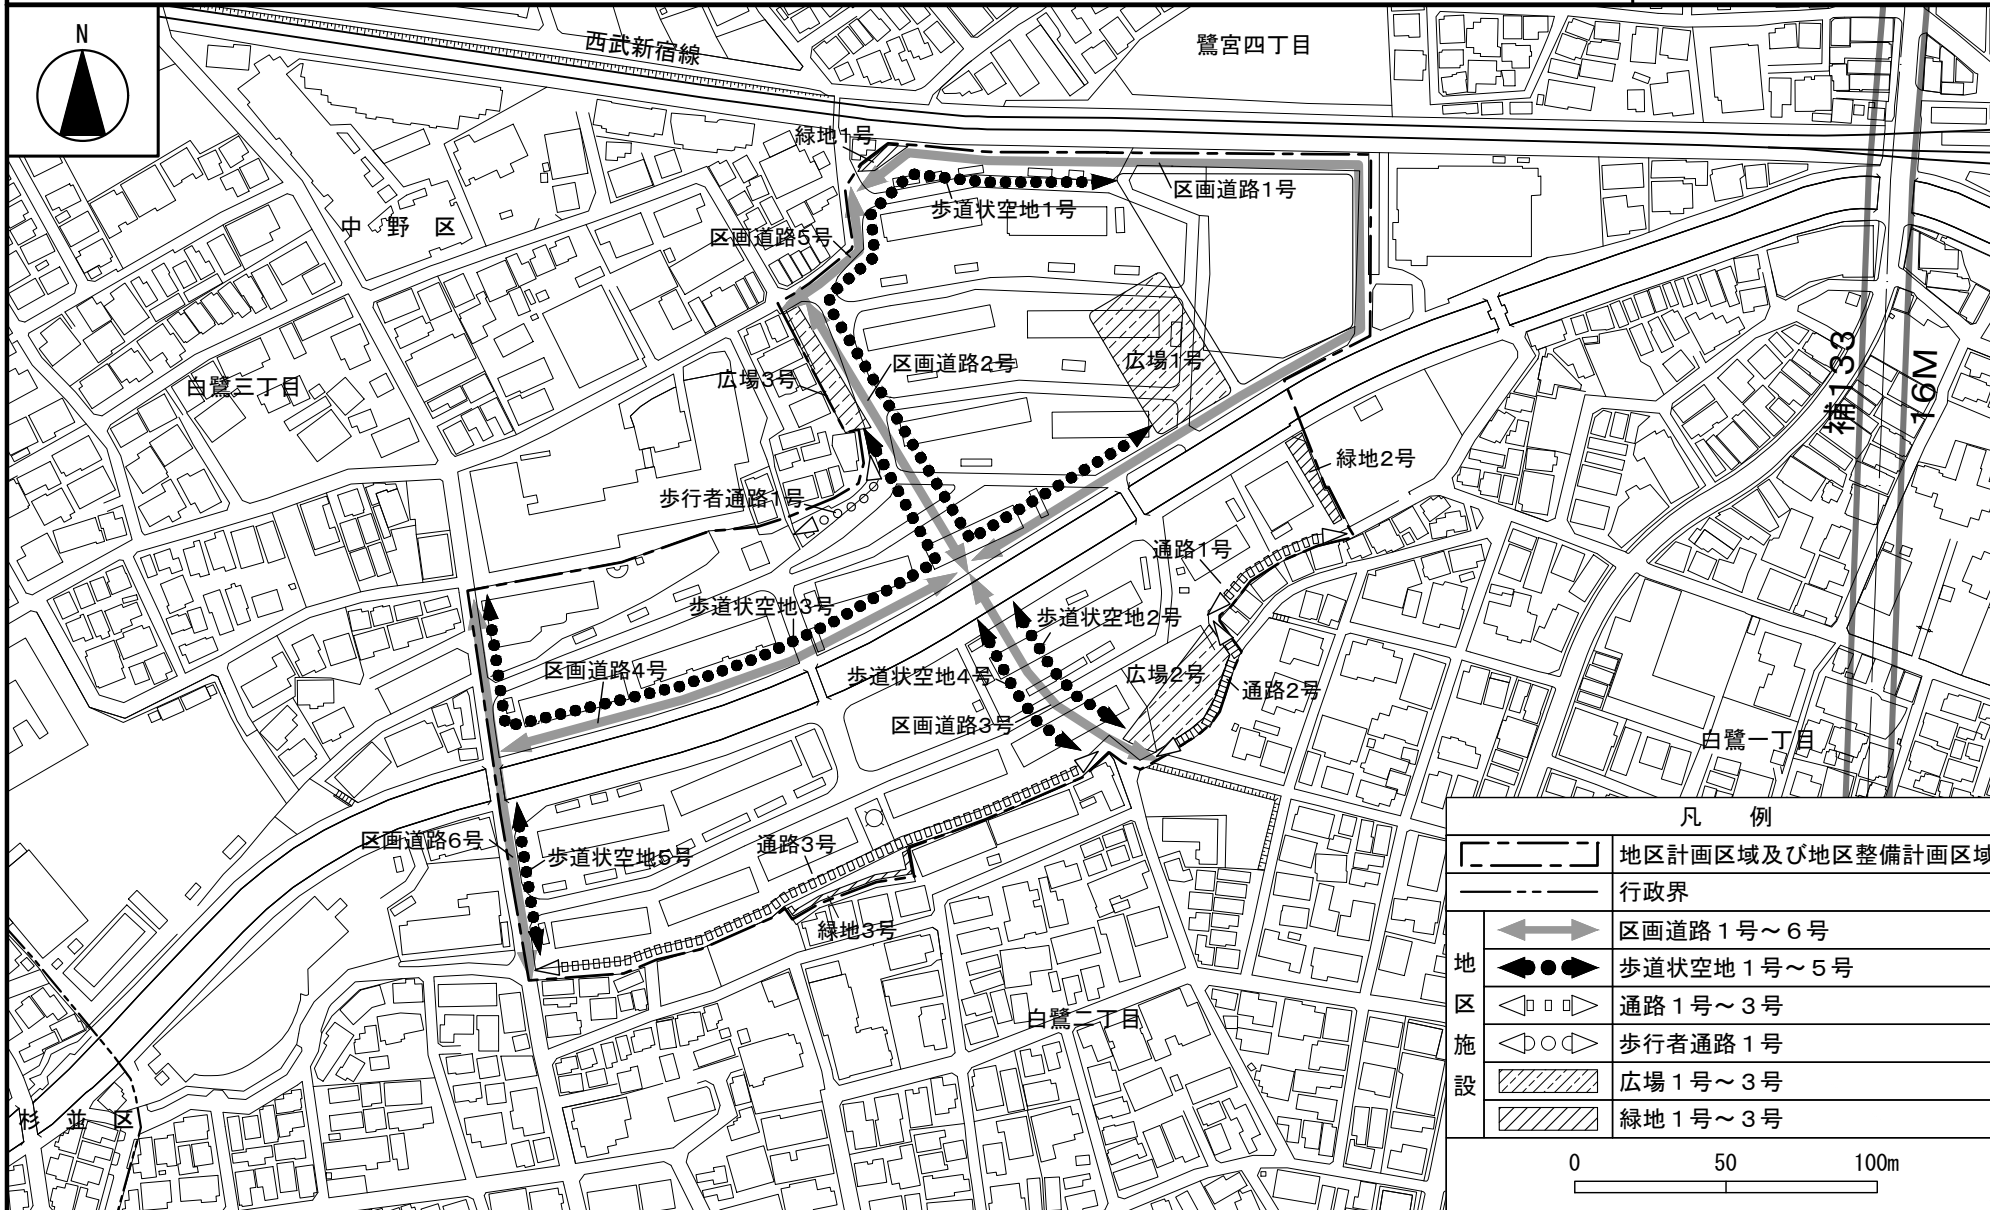 N
西武新宿線
鷺宮四丁目
緑地1号
区画道路1号
歩道状空地1号
中野区
区画道路5号
補133
16M
広場1号
区画道路2号
広場3号
白鷺三丁目
緑地2号
歩行者通路1号
通路1号
歩道状空地3号
歩道状空地2号
区画道路4号
歩道状空地4号
広場2号
通路2号
区画道路3号
白鷺一丁目
区画道路6号
歩道状空地5号
通路3号
緑地3号
白鷺二丁目
杉並区
凡例
地区計画区域及び地区整備計画区域
行政界
地区施設
区画道路1号～6号
歩道状空地1号～5号
通路1号～3号
歩行者通路1号
広場1号～3号
緑地1号～3号
0 50 100m